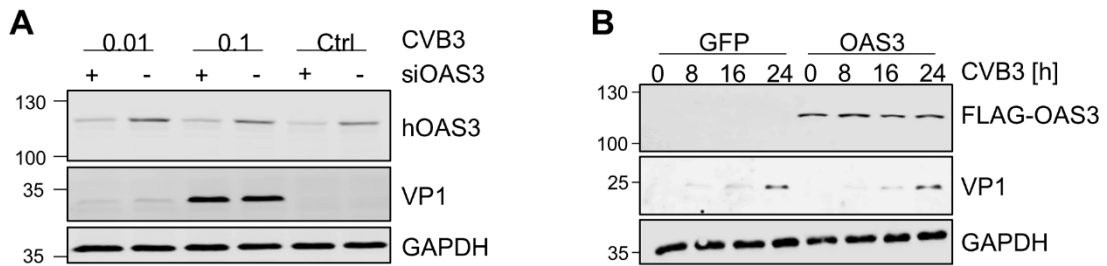 A
0.01 0.1 Ctrl CVB3
+ - + - + - siOAS3
130
hOAS3
100
35
VP1
GAPDH
35
B
GFP OAS3
0 8 16 24 0 8 16 24 CVB3 [h]
130
FLAG-OAS3
100
25
VP1
GAPDH
35